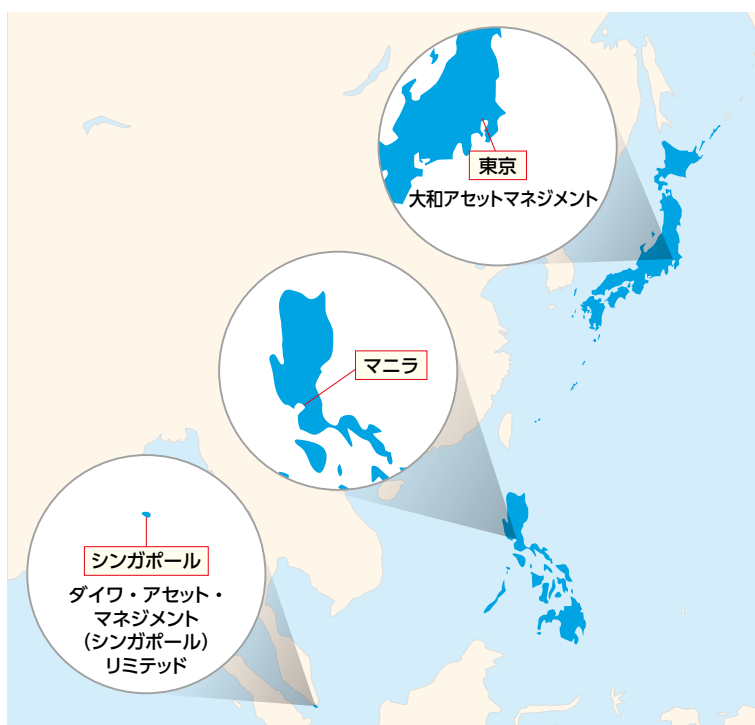 東京
大和アセットマネジメント
マニラ
シンガポール
ダイワ・アセット・
マネジメント
(シンガポール)
リミテッド